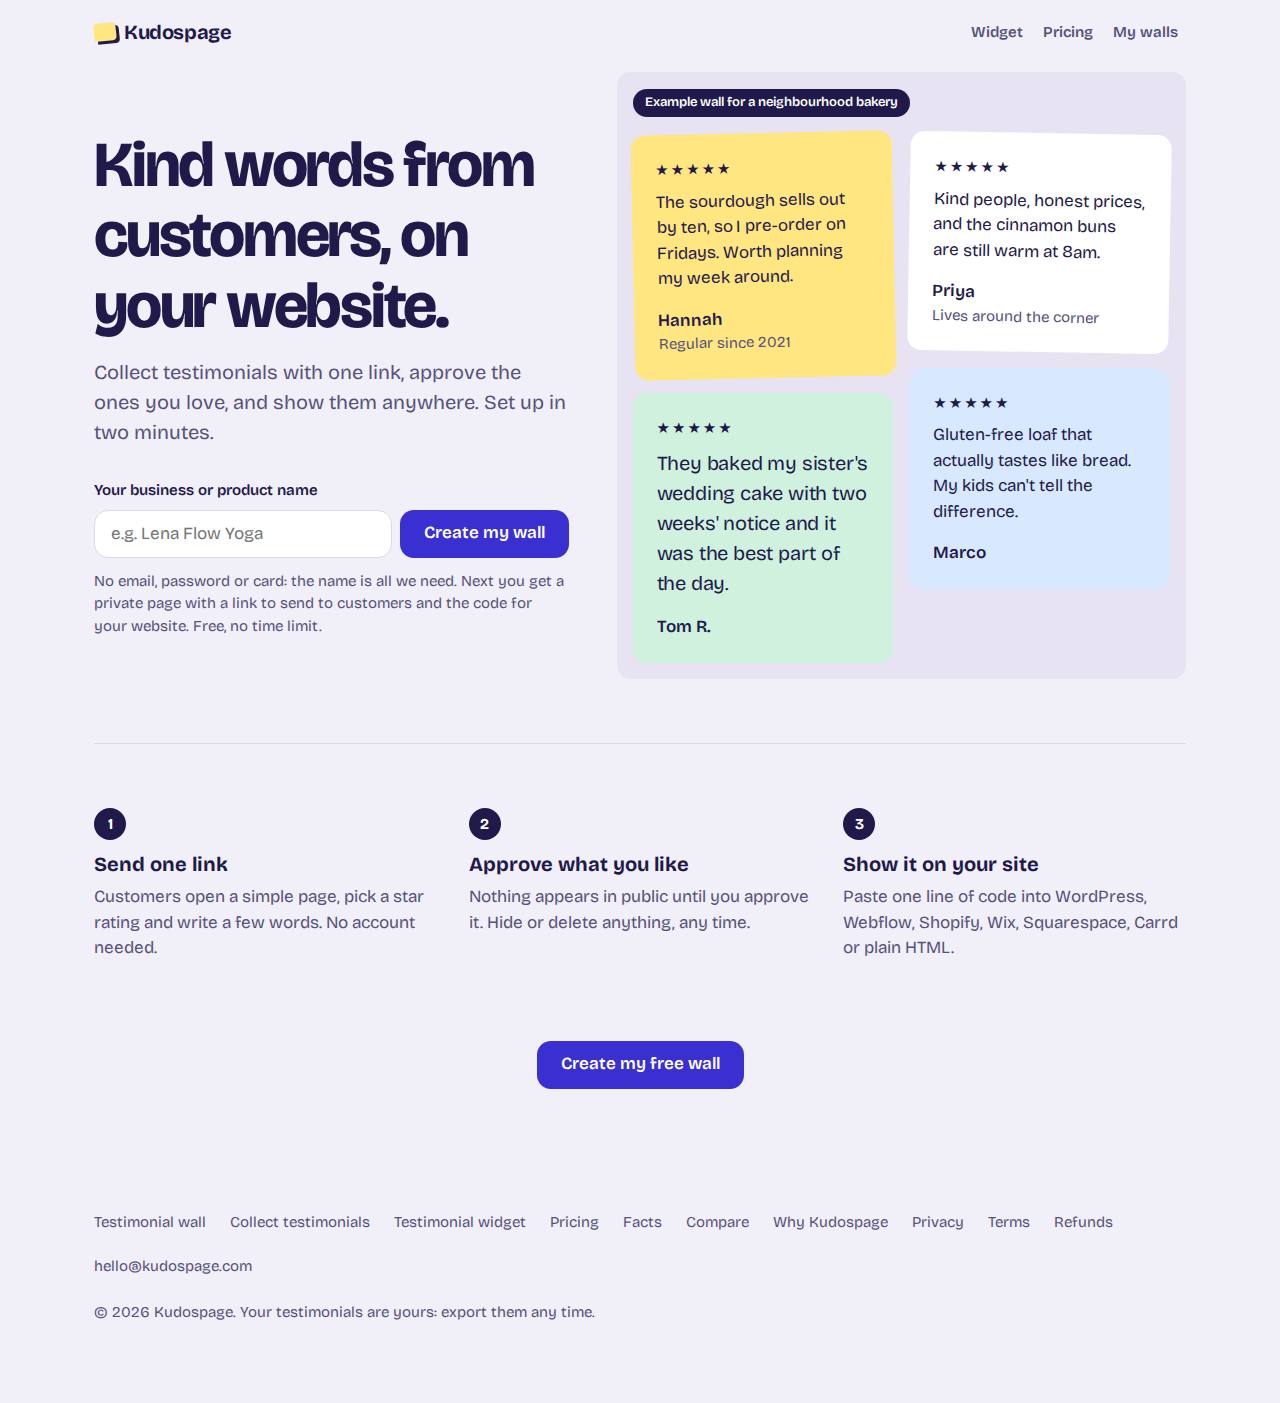 Kudospage
Widget
Pricing
My walls
Kind words from
customers, on
your website.
Collect testimonials with one link, approve the
ones you love, and show them anywhere. Set up in
two minutes.
Your business or product name
e.g. Lena Flow Yoga
Create my wall
No email, password or card: the name is all we need. Next you get a
private page with a link to send to customers and the code for
your website. Free, no time limit.
Example wall for a neighbourhood bakery
★★★★★
The sourdough sells out
by ten, so I pre-order on
Fridays. Worth planning
my week around.
Hannah
Regular since 2021
★★★★★
They baked my sister's
wedding cake with two
weeks' notice and it
was the best part of
the day.
Tom R.
★★★★★
Kind people, honest prices,
and the cinnamon buns
are still warm at 8am.
Priya
Lives around the corner
★★★★★
Gluten-free loaf that
actually tastes like bread.
My kids can't tell the
difference.
Marco
1
Send one link
Customers open a simple page, pick a star
rating and write a few words. No account
needed.
2
Approve what you like
Nothing appears in public until you approve
it. Hide or delete anything, any time.
3
Show it on your site
Paste one line of code into WordPress,
Webflow, Shopify, Wix, Squarespace, Carrd
or plain HTML.
Create my free wall
Testimonial wall
Collect testimonials
Testimonial widget
Pricing
Facts
Compare
Why Kudospage
Privacy
Terms
Refunds
hello@kudospage.com
© 2026 Kudospage. Your testimonials are yours: export them any time.